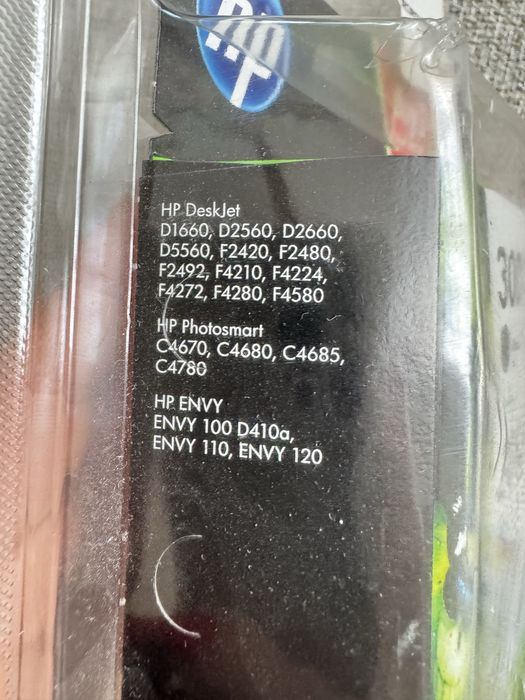 hp
HP DeskJet
D1660, D2560, D2660,
D5560, F2420, F2480,
F2492, F4210, F4224,
F4272, F4280, F4580
HP Photosmart
C4670, C4680, C4685,
C4780
HP ENVY
ENVY 100 D410a,
ENVY 110, ENVY 120